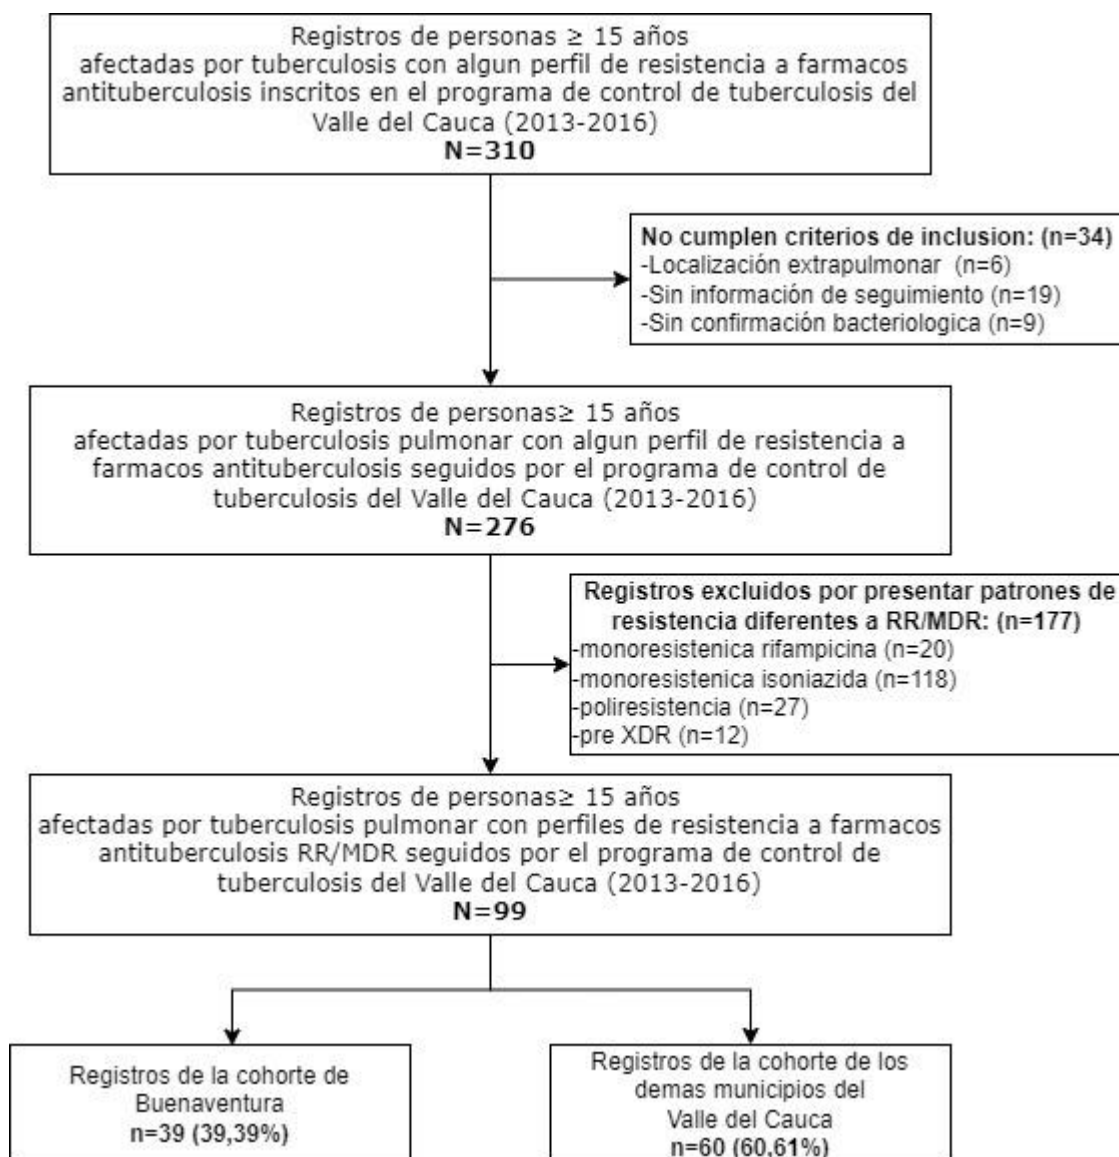 Registros de personas ≥ 15 años
afectadas por tuberculosis con algun perfil de resistencia a farmacos
antituberculosis inscritos en el programa de control de tuberculosis del
Valle del Cauca (2013-2016)
N=310
No cumplen criterios de inclusion: (n=34)
-Localización extrapulmonar (n=6)
-Sin información de seguimiento (n=19)
-Sin confirmación bacteriologica (n=9)
Registros de personas≥ 15 años
afectadas por tuberculosis pulmonar con algun perfil de resistencia a
farmacos antituberculosis seguidos por el programa de control de
tuberculosis del Valle del Cauca (2013-2016)
N=276
Registros excluidos por presentar patrones de
resistencia diferentes a RR/MDR: (n=177)
-monoresistenica rifampicina (n=20)
-monoresistenica isoniazida (n=118)
-poliresistencia (n=27)
-pre XDR (n=12)
Registros de personas≥ 15 años
afectadas por tuberculosis pulmonar con perfiles de resistencia a farmacos
antituberculosis RR/MDR seguidos por el programa de control de
tuberculosis del Valle del Cauca (2013-2016)
N=99
Registros de la cohorte de
Buenaventura
n=39 (39,39%)
Registros de la cohorte de los
demas municipios del
Valle del Cauca
n=60 (60,61%)